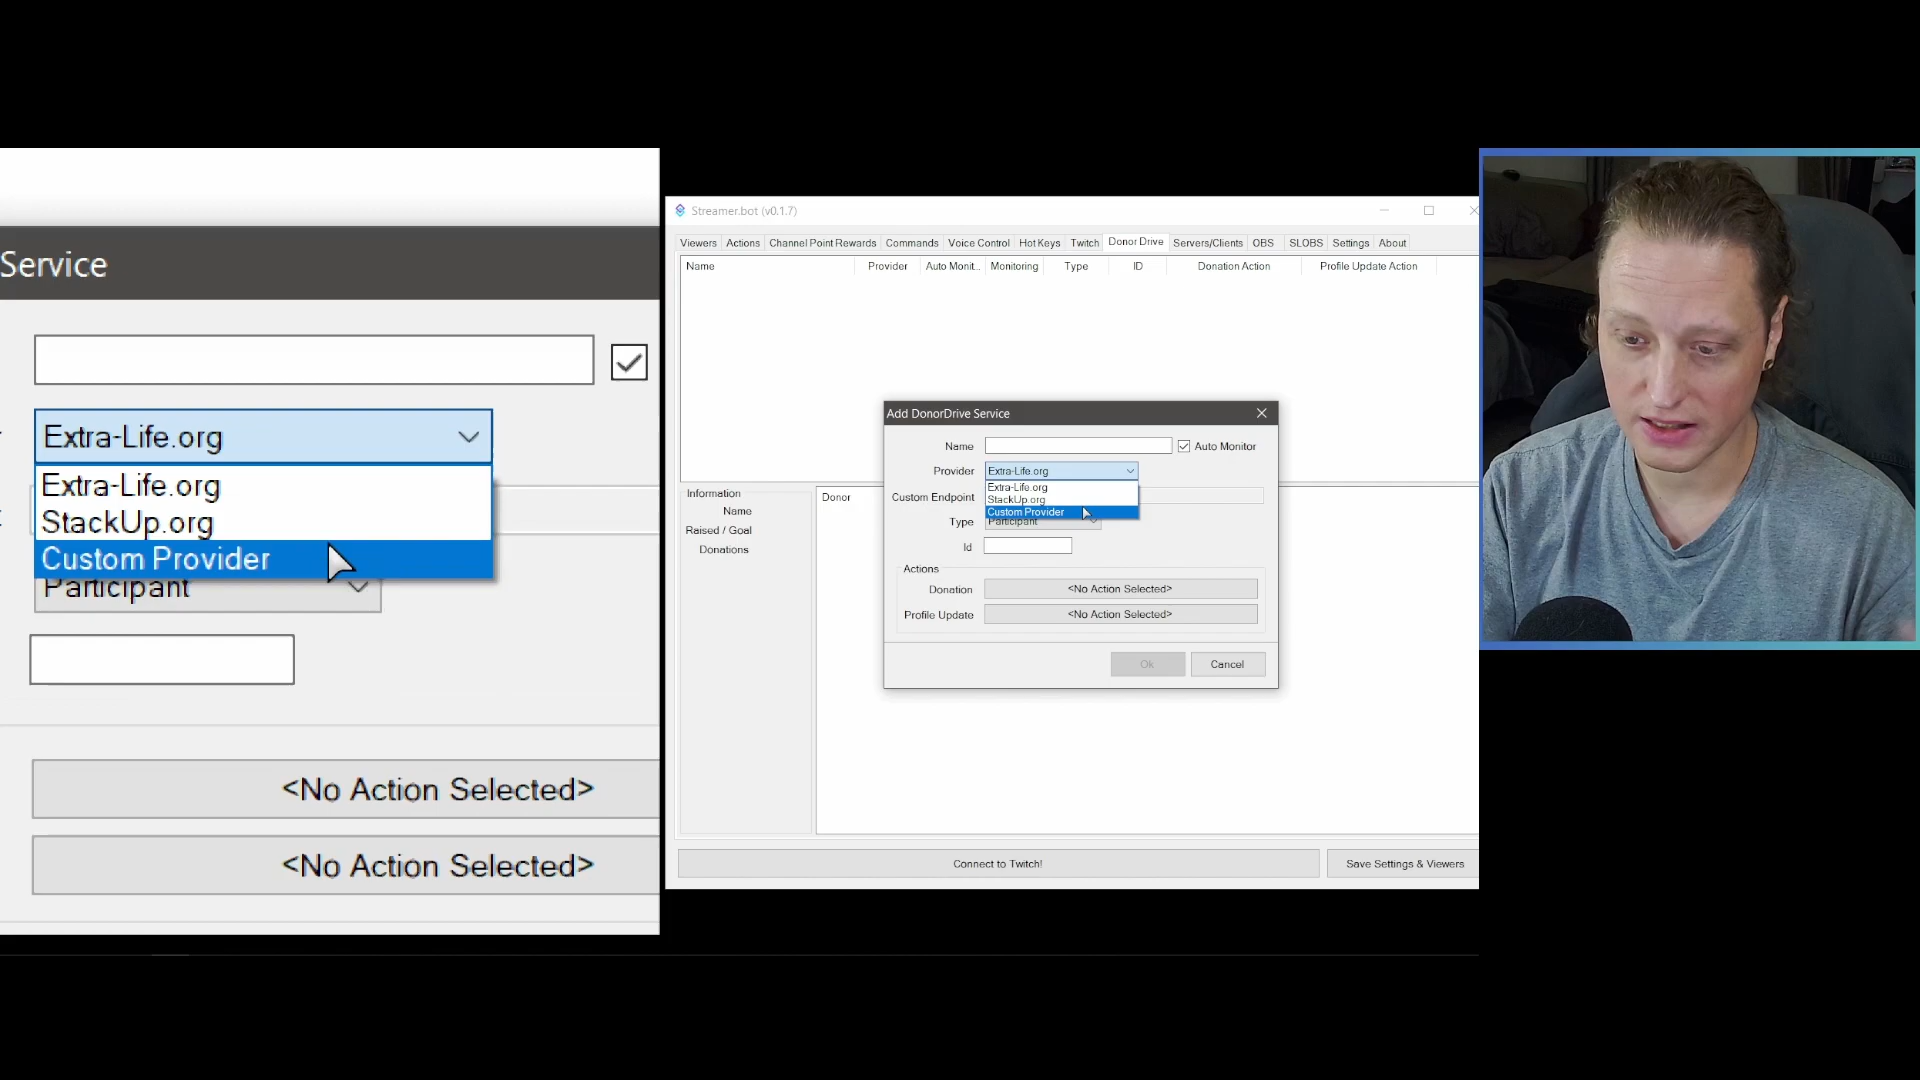 Service
Extra-Life.org
Extra-Life.org
StackUp.org
Custom Provider
Participant
<No Action Selected>
<No Action Selected>
Streamer.bot (v0.1.7)
Viewers Actions Channel Point Rewards Commands Voice Control Hot Keys Twitch Donor Drive Servers/Clients OBS SLOBS Settings About
Name Provider Auto Monit... Monitoring Type ID Donation Action Profile Update Action
Add DonorDrive Service
Name Auto Monitor
Provider Extra-Life.org
Extra-Life.org
StackUp.org
Custom Provider
Custom Endpoint
Type Participant
Id
Actions
Donation <No Action Selected>
Profile Update <No Action Selected>
Ok Cancel
Information
Name
Raised / Goal
Donations
Donor
Connect to Twitch! Save Settings & Viewers